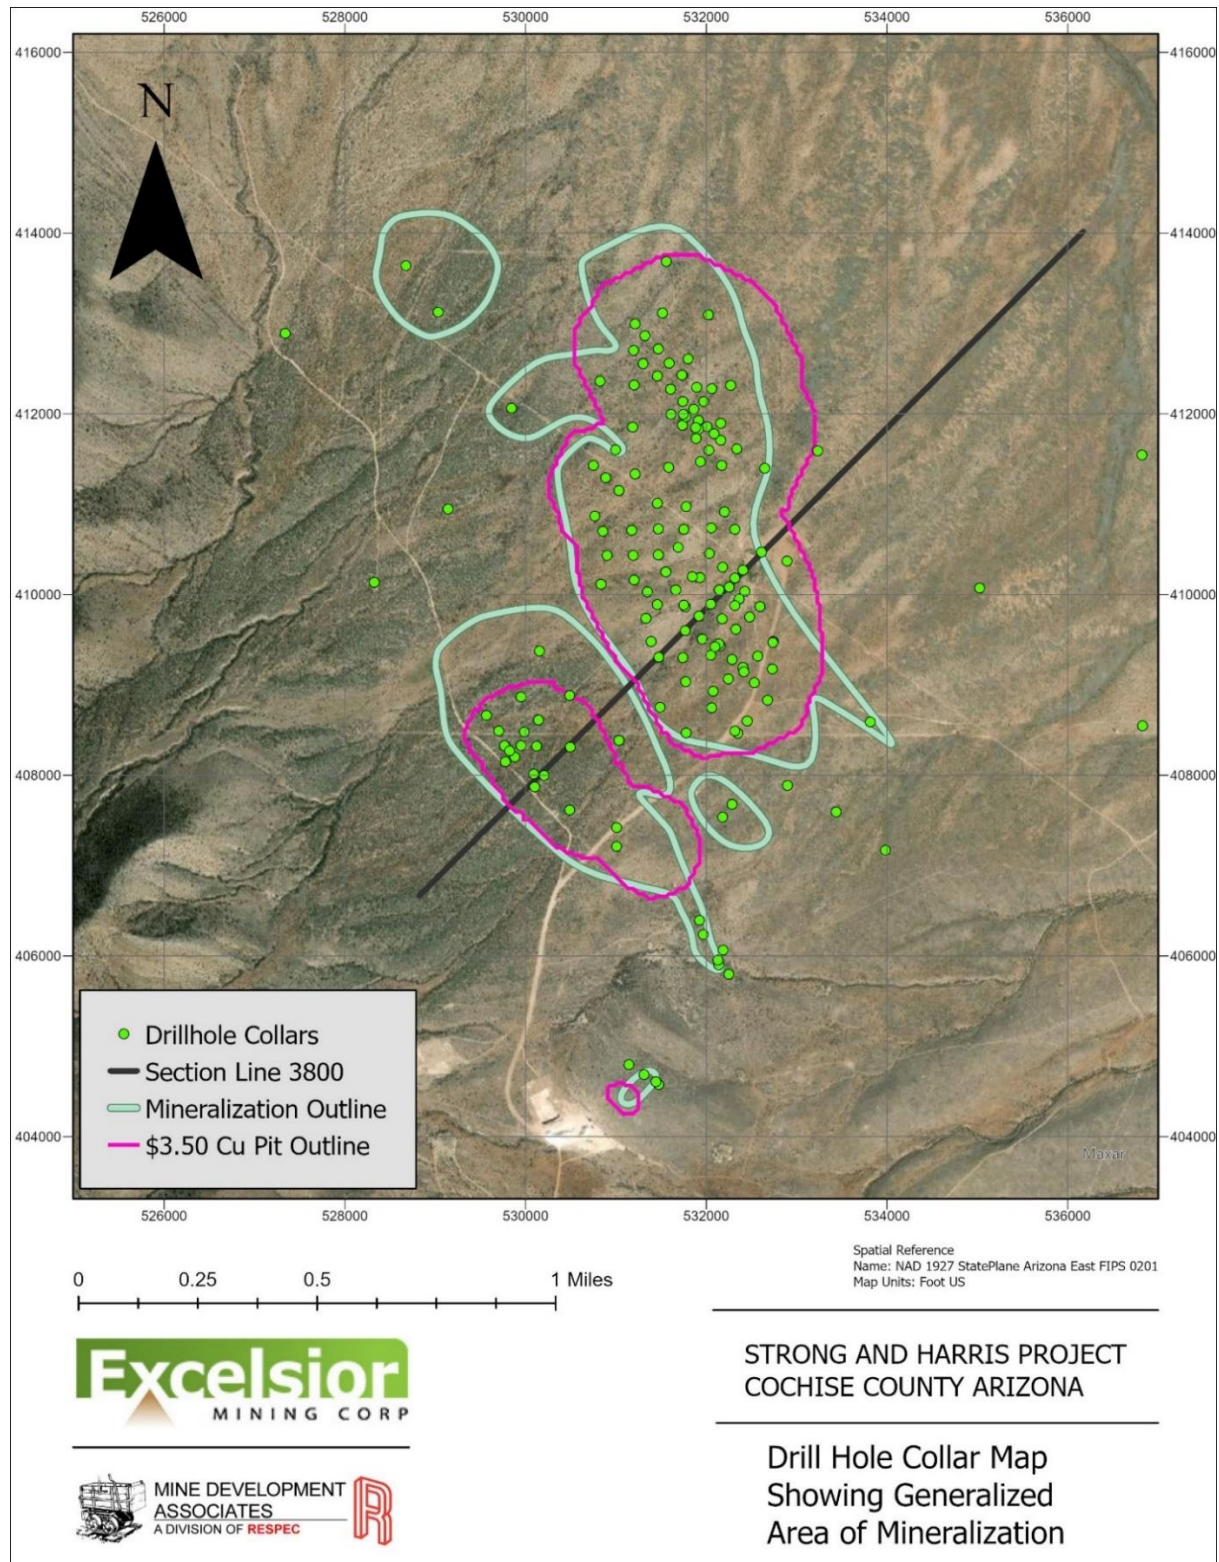 526000 528000 530000 532000 534000 536000
416000 416000
N
414000 414000
412000 412000
410000 410000
408000 408000
406000 406000
Drillhole Collars
Section Line 3800
Mineralization Outline
$3.50 Cu Pit Outline
404000 404000
Maxar
526000 528000 530000 532000 534000 536000
Spatial Reference
Name: NAD 1927 StatePlane Arizona East FIPS 0201
Map Units: Foot US
0 0.25 0.5 1 Miles
Excelsior
MINING CORP
STRONG AND HARRIS PROJECT
COCHISE COUNTY ARIZONA
MINE DEVELOPMENT
ASSOCIATES
A DIVISION OF RESPEC
R
Drill Hole Collar Map
Showing Generalized
Area of Mineralization